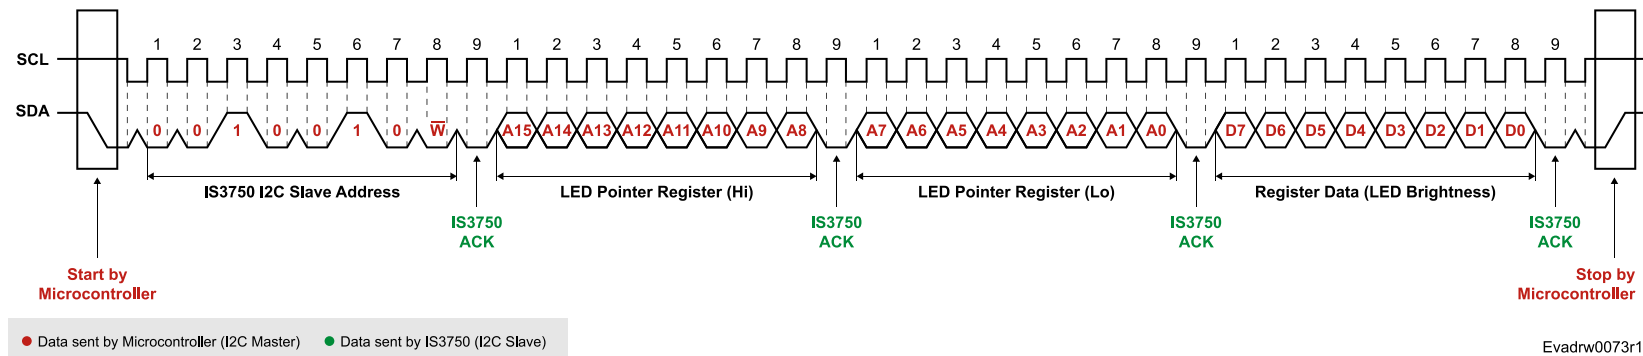 1 2 3 4 5 6 7 8 9 1 2 3 4 5 6 7 8 9 1 2 3 4 5 6 7 8 9 1 2 3 4 5 6 7 8 9
SCL
SDA
0 0 1 0 0 1 0 W̅ A15 A14 A13 A12 A11 A10 A9 A8 A7 A6 A5 A4 A3 A2 A1 A0 D7 D6 D5 D4 D3 D2 D1 D0
IS3750 I2C Slave Address LED Pointer Register (Hi) LED Pointer Register (Lo) Register Data (LED Brightness)
IS3750 IS3750 IS3750 IS3750
ACK ACK ACK ACK
Start by Stop by
Microcontroller Microcontroller
Data sent by Microcontroller (I2C Master) Data sent by IS3750 (I2C Slave)
Evadrw0073r1